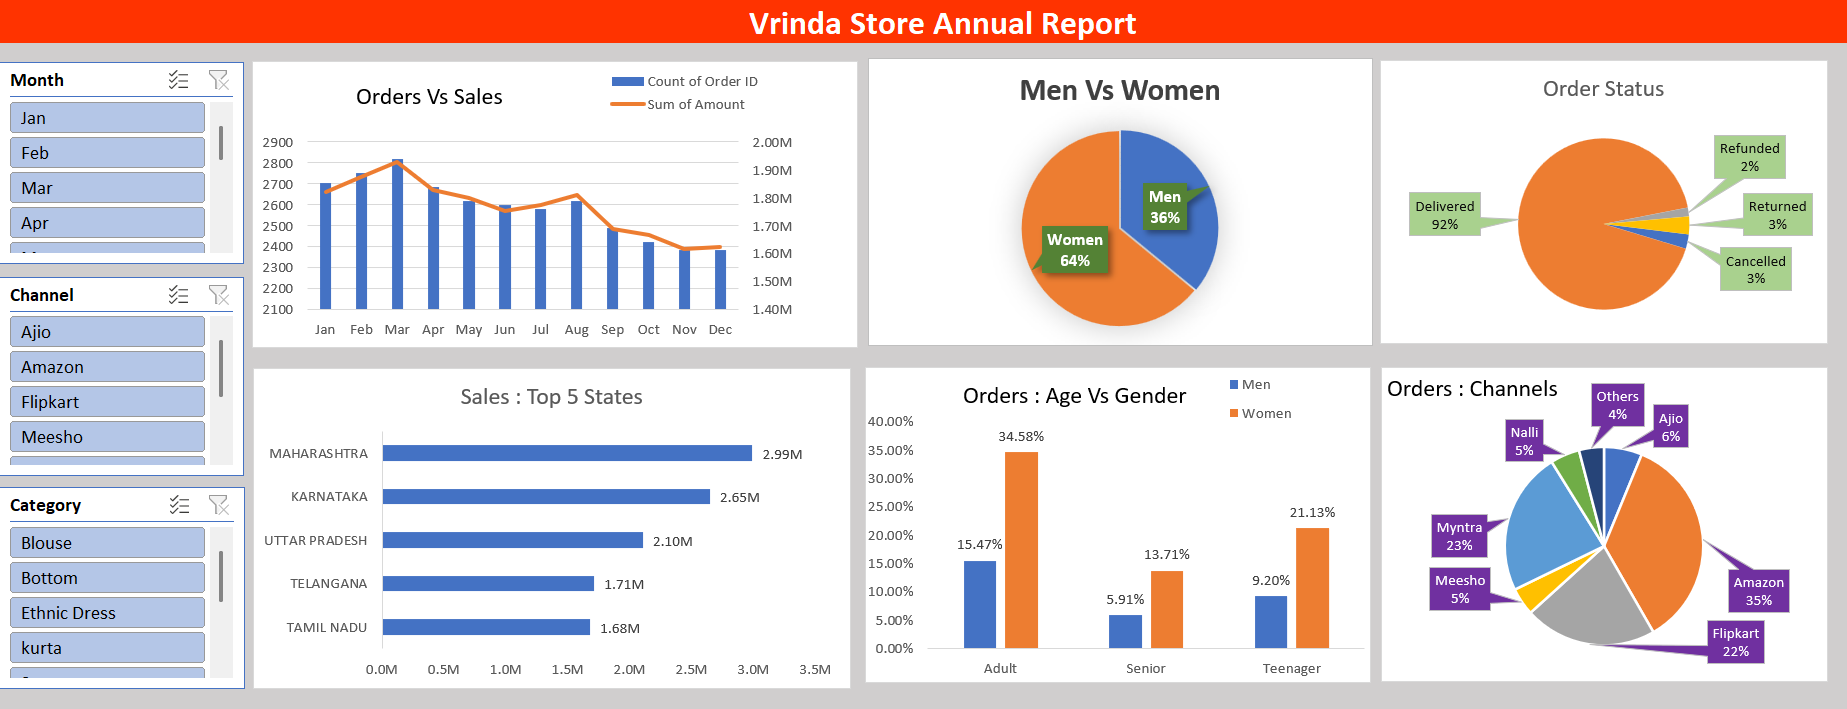 Vrinda Store Annual Report
Month
Jan
Feb
Mar
Apr
Channel
Ajio
Amazon
Flipkart
Meesho
Category
Blouse
Bottom
Ethnic Dress
kurta
Orders Vs Sales
Count of Order ID
Sum of Amount
2900
2800
2700
2600
2500
2400
2300
2200
2100
2.00M
1.90M
1.80M
1.70M
1.60M
1.50M
1.40M
Jan Feb Mar Apr May Jun Jul Aug Sep Oct Nov Dec
Men Vs Women
Men
36%
Women
64%
Order Status
Refunded
2%
Delivered
92%
Returned
3%
Cancelled
3%
Sales : Top 5 States
MAHARASHTRA 2.99M
KARNATAKA 2.65M
UTTAR PRADESH 2.10M
TELANGANA 1.71M
TAMIL NADU 1.68M
0.0M 0.5M 1.0M 1.5M 2.0M 2.5M 3.0M 3.5M
Orders : Age Vs Gender
Men
Women
40.00%
35.00%
30.00%
25.00%
20.00%
15.00%
10.00%
5.00%
0.00%
34.58%
15.47%
13.71%
5.91%
21.13%
9.20%
Adult Senior Teenager
Orders : Channels
Others
4%
Ajio
6%
Nalli
5%
Myntra
23%
Meesho
5%
Amazon
35%
Flipkart
22%